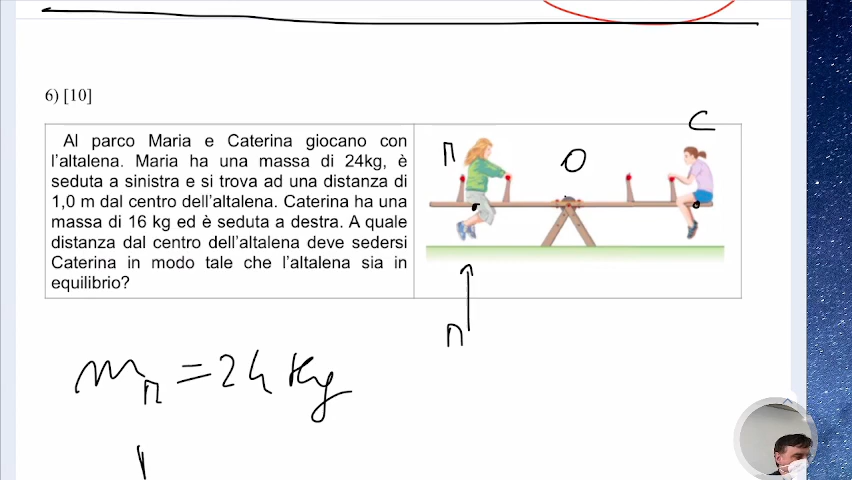 6) [10]
Al parco Maria e Caterina giocano con
l'altalena. Maria ha una massa di 24kg, è
seduta a sinistra e si trova ad una distanza di
1,0 m dal centro dell'altalena. Caterina ha una
massa di 16 kg ed è seduta a destra. A quale
distanza dal centro dell'altalena deve sedersi
Caterina in modo tale che l'altalena sia in
equilibrio?
M
O
C
M
m_M = 24 Kg